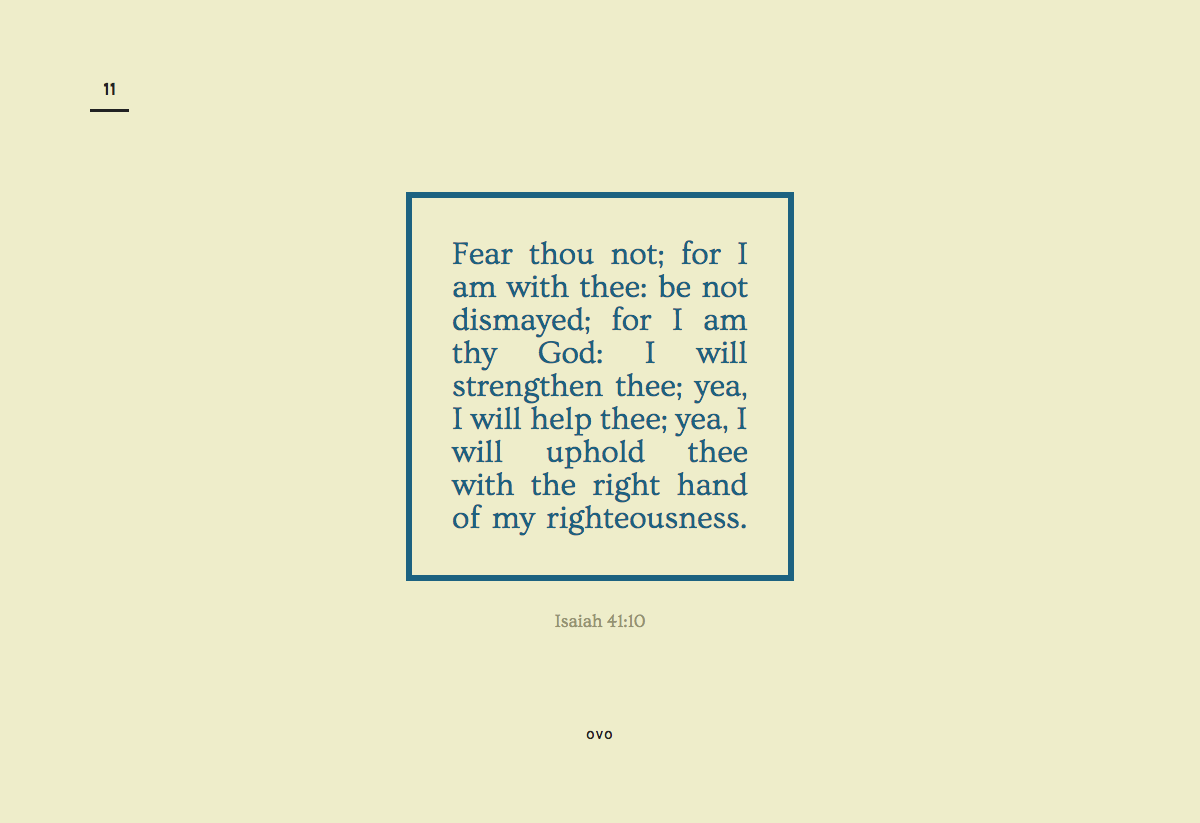 11
Fear thou not; for I
am with thee: be not
dismayed; for I am
thy God: I will
strengthen thee; yea,
I will help thee; yea, I
will uphold thee
with the right hand
of my righteousness.
Isaiah 41:10
ovo